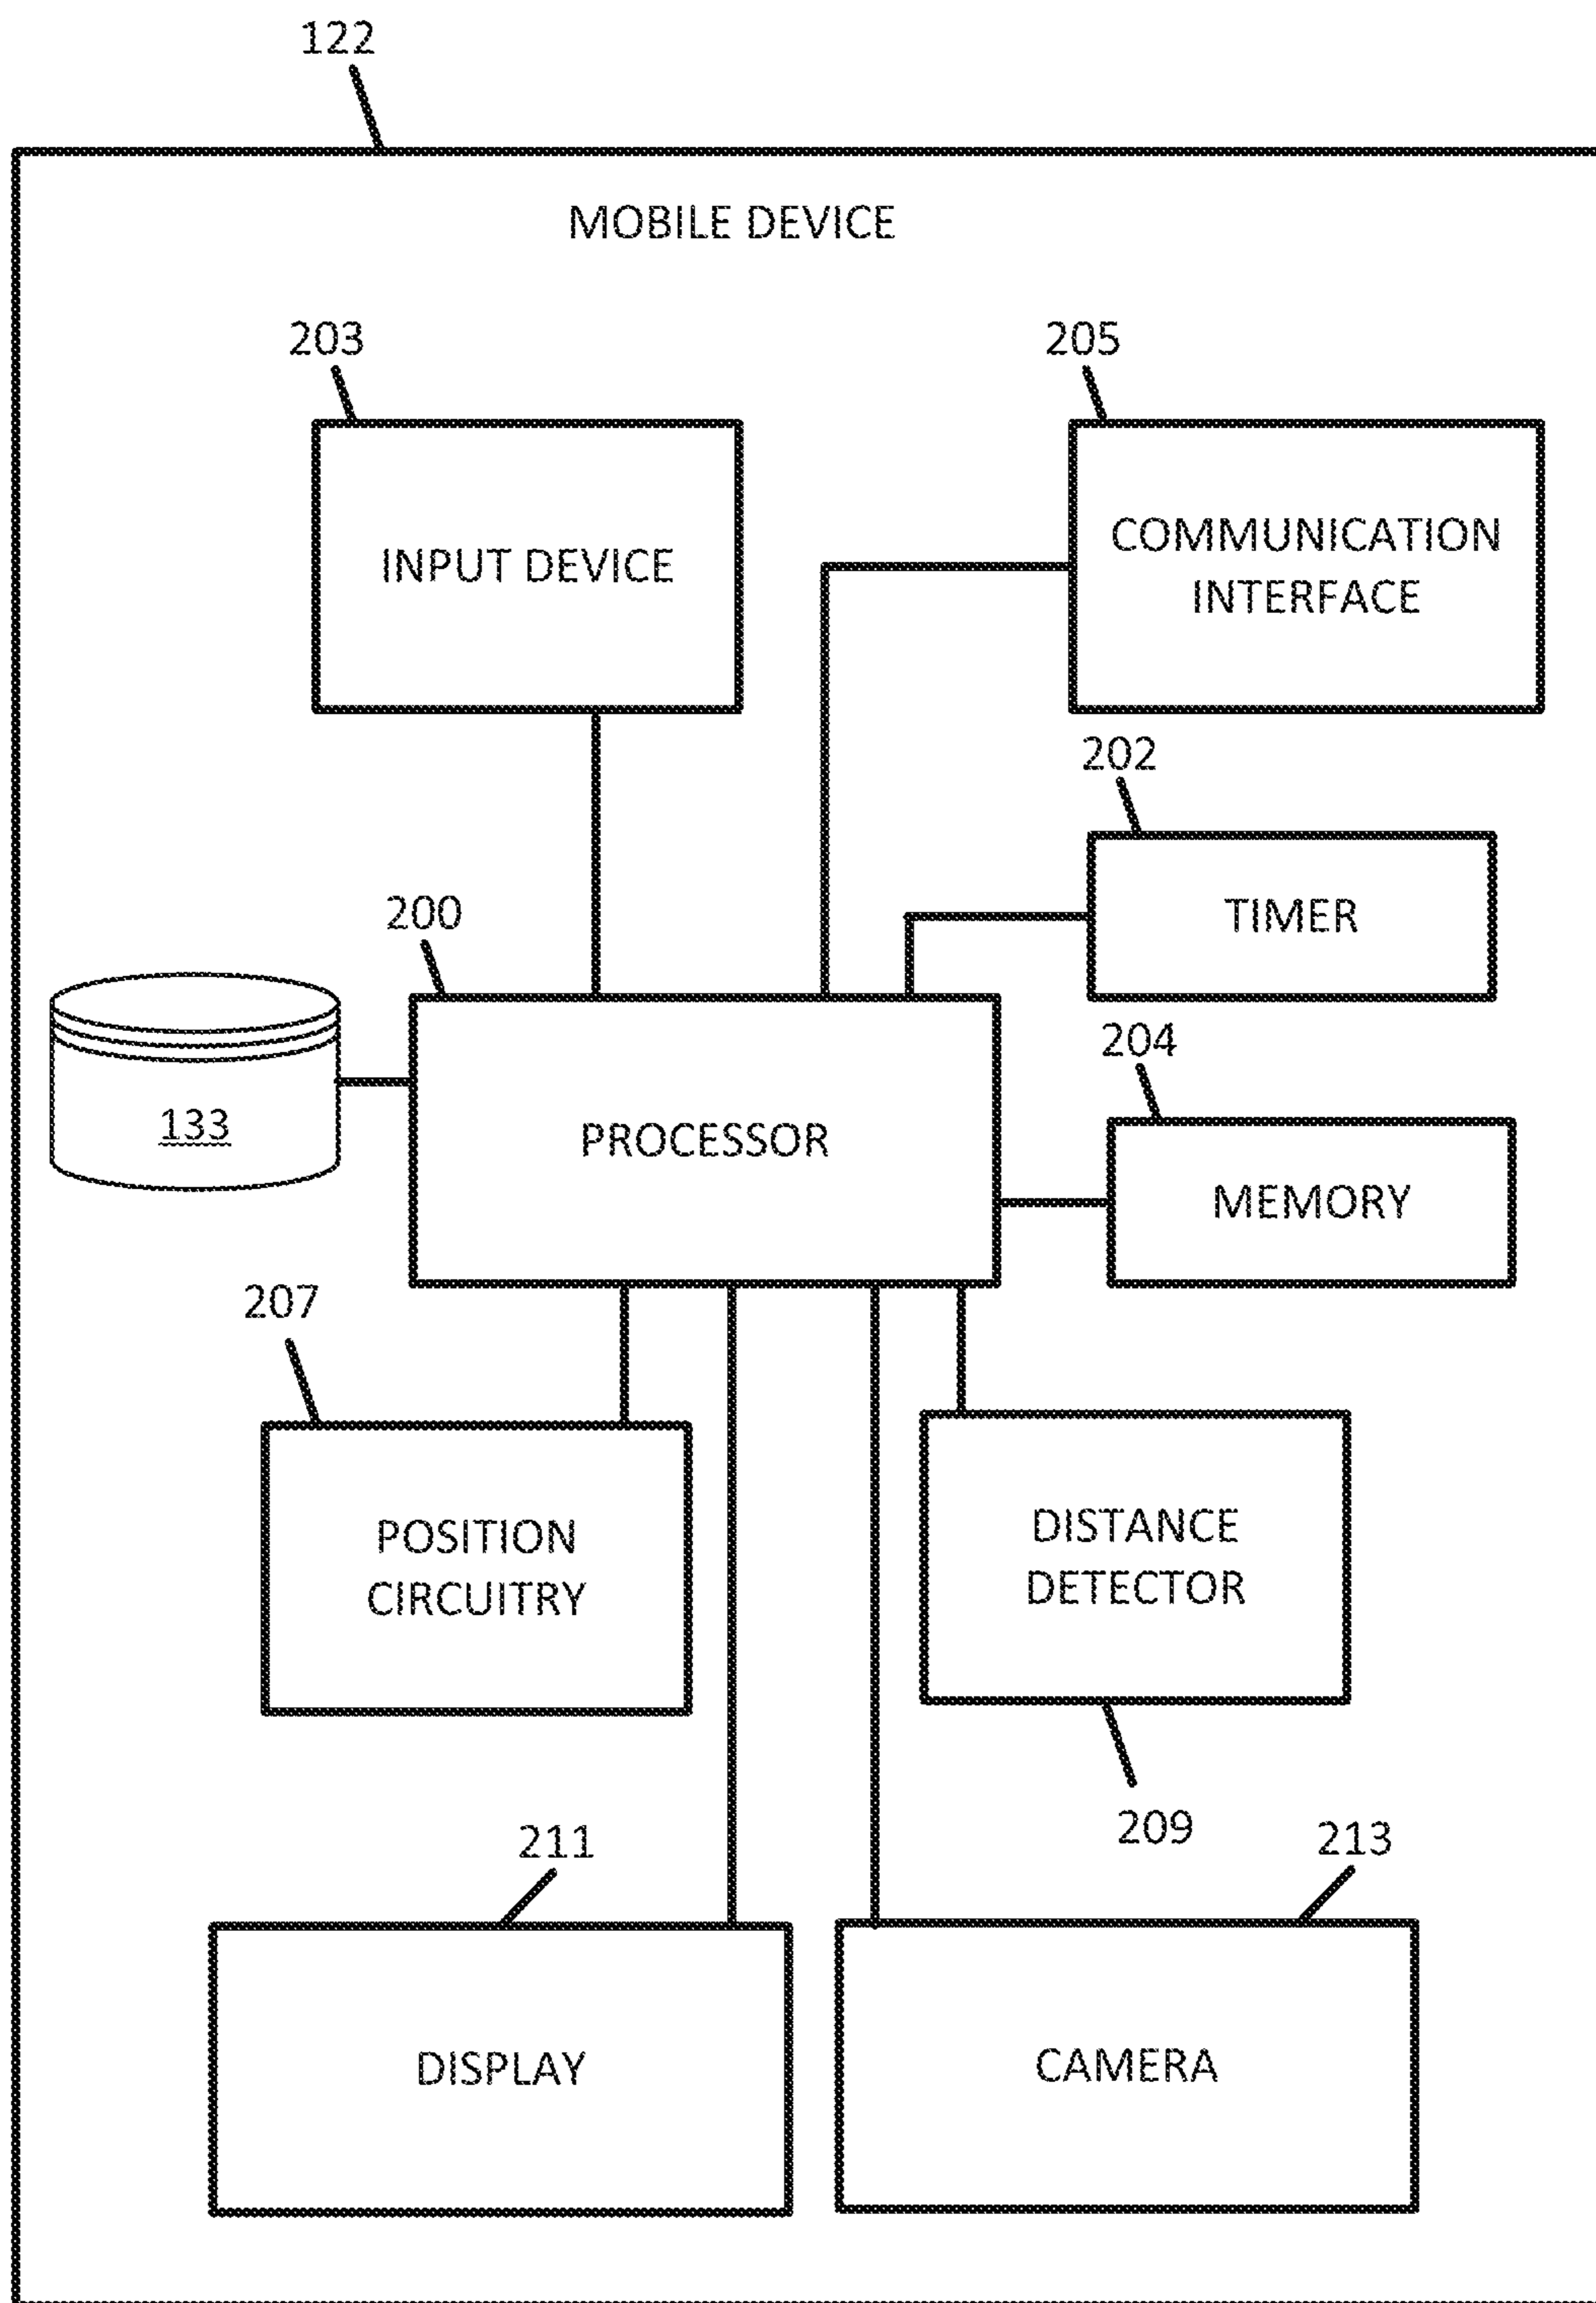 122
MOBILE DEVICE
203
205
INPUT DEVICE
COMMUNICATION
INTERFACE
202
TIMER
200
204
133
PROCESSOR
MEMORY
207
POSITION
CIRCUITRY
DISTANCE
DETECTOR
209
211
213
DISPLAY
CAMERA